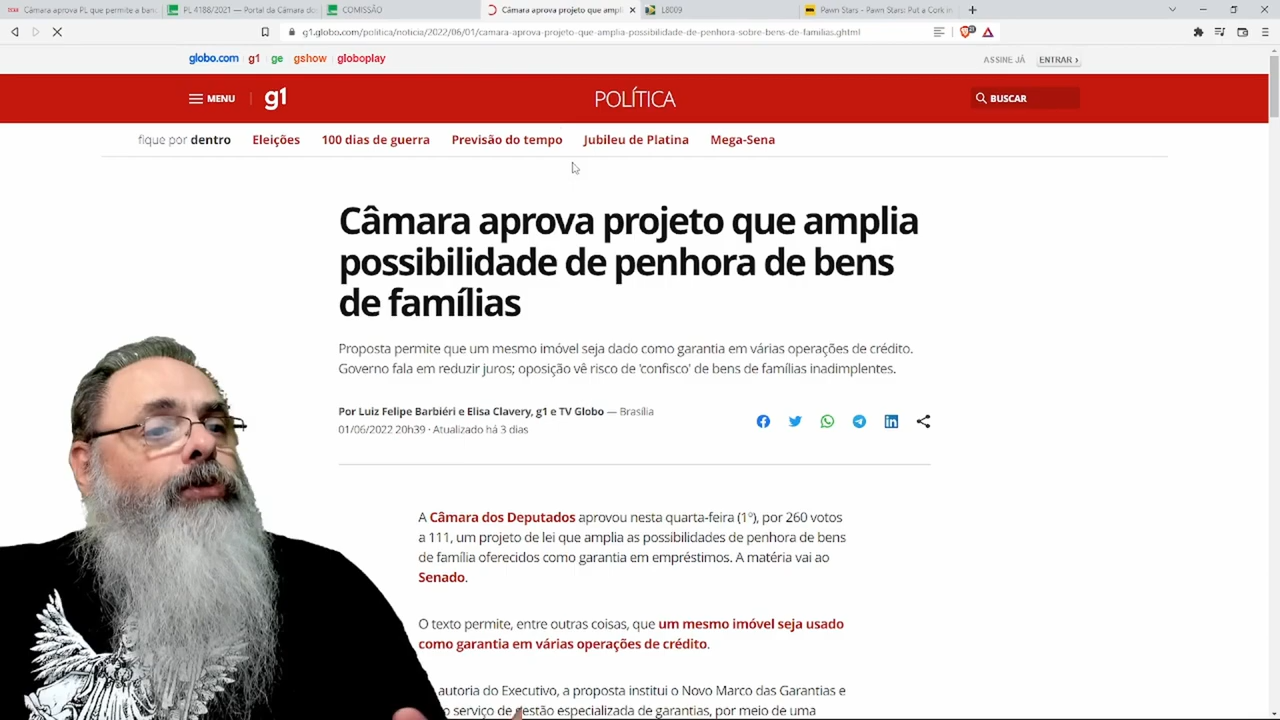 Câmara aprova PL que permite a banc
PL 4188/2021 — Portal da Câmara dos
COMISSÃO
Câmara aprova projeto que ampl
L8009
Pawn Stars - Pawn Stars: Put a Cork in
g1.globo.com/politica/noticia/2022/06/01/camara-aprova-projeto-que-amplia-possibilidade-de-penhora-sobre-bens-de-familias.ghtml
globo.com g1 ge gshow globoplay
ASSINE JÁ ENTRAR ›
MENU g1 POLÍTICA BUSCAR
fique por dentro Eleições 100 dias de guerra Previsão do tempo Jubileu de Platina Mega-Sena
Câmara aprova projeto que amplia
possibilidade de penhora de bens
de famílias
Proposta permite que um mesmo imóvel seja dado como garantia em várias operações de crédito.
Governo fala em reduzir juros; oposição vê risco de 'confisco' de bens de famílias inadimplentes.
Por Luiz Felipe Barbiéri e Elisa Clavery, g1 e TV Globo — Brasília
01/06/2022 20h39 · Atualizado há 3 dias
A Câmara dos Deputados aprovou nesta quarta-feira (1º), por 260 votos
a 111, um projeto de lei que amplia as possibilidades de penhora de bens
de família oferecidos como garantia em empréstimos. A matéria vai ao
Senado.
O texto permite, entre outras coisas, que um mesmo imóvel seja usado
como garantia em várias operações de crédito.
autoria do Executivo, a proposta institui o Novo Marco das Garantias e
serviço de gestão especializada de garantias, por meio de uma